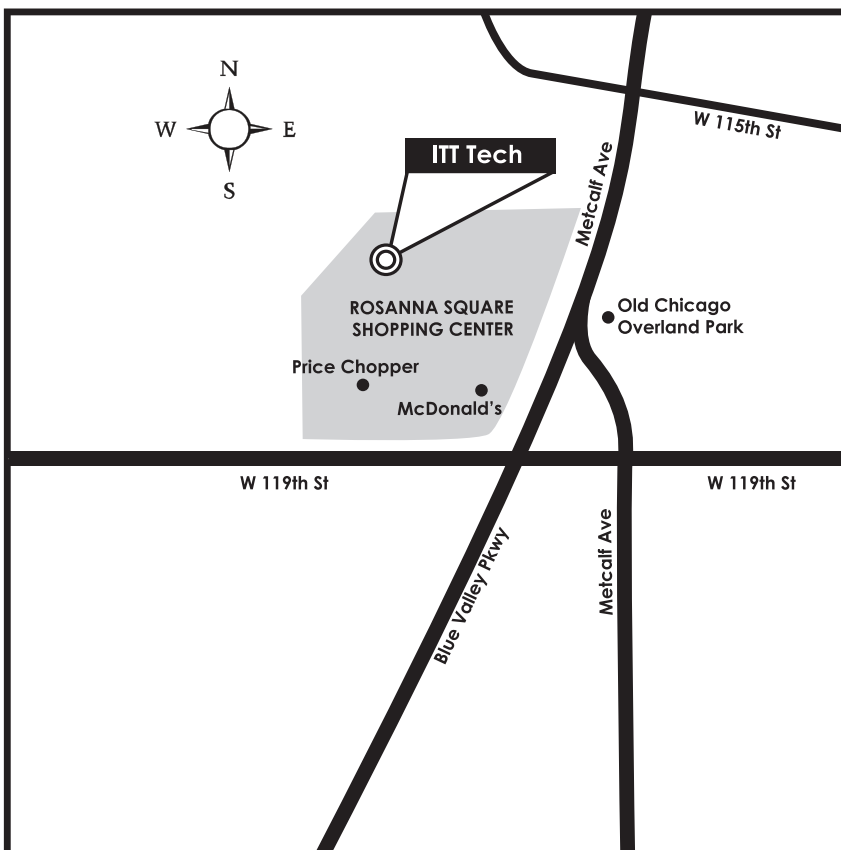 N
W
E
S
W 115th St
ITT Tech
Metcalf Ave
ROSANNA SQUARE
SHOPPING CENTER
Old Chicago
Overland Park
Price Chopper
McDonald's
W 119th St
W 119th St
Blue Valley Pkwy
Metcalf Ave